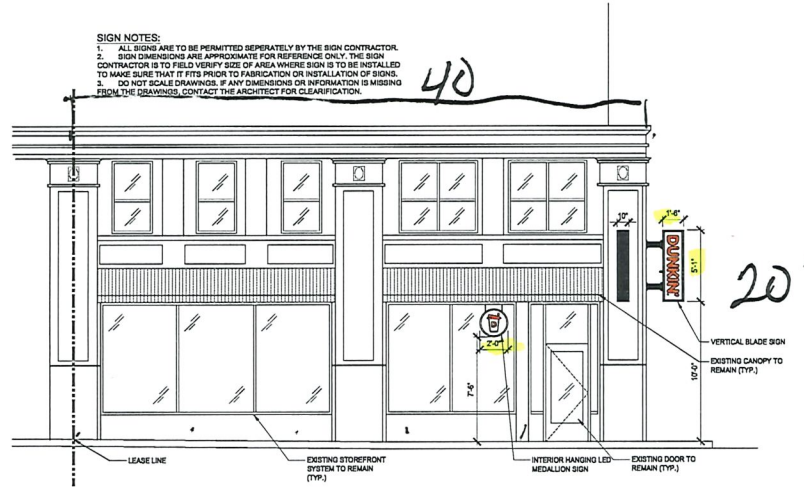 SIGN NOTES:
1. ALL SIGNS ARE TO BE PERMITTED SEPERATELY BY THE SIGN CONTRACTOR.
2. SIGN DIMENSIONS ARE APPROXIMATE FOR REFERENCE ONLY. THE SIGN
CONTRACTOR IS TO FIELD VERIFY SIZE OF AREA WHERE SIGN IS TO BE INSTALLED
TO MAKE SURE THAT IT FITS PRIOR TO FABRICATION OR INSTALLATION OF SIGNS.
3. DO NOT SCALE DRAWINGS. IF ANY DIMENSIONS OR INFORMATION IS MISSING
FROM THE DRAWINGS, CONTACT THE ARCHITECT FOR CLEARIFICATION.
40
10"
1'-6"
DUNKIN'
5'-1"
20
2'-0"
VERTICAL BLADE SIGN
EXISTING CANOPY TO
REMAIN (TYP.)
7'-6"
10'-0"
LEASE LINE
EXISTING STOREFRONT
SYSTEM TO REMAIN
(TYP.)
INTERIOR HANGING LED
MEDALLION SIGN
EXISTING DOOR TO
REMAIN (TYP.)